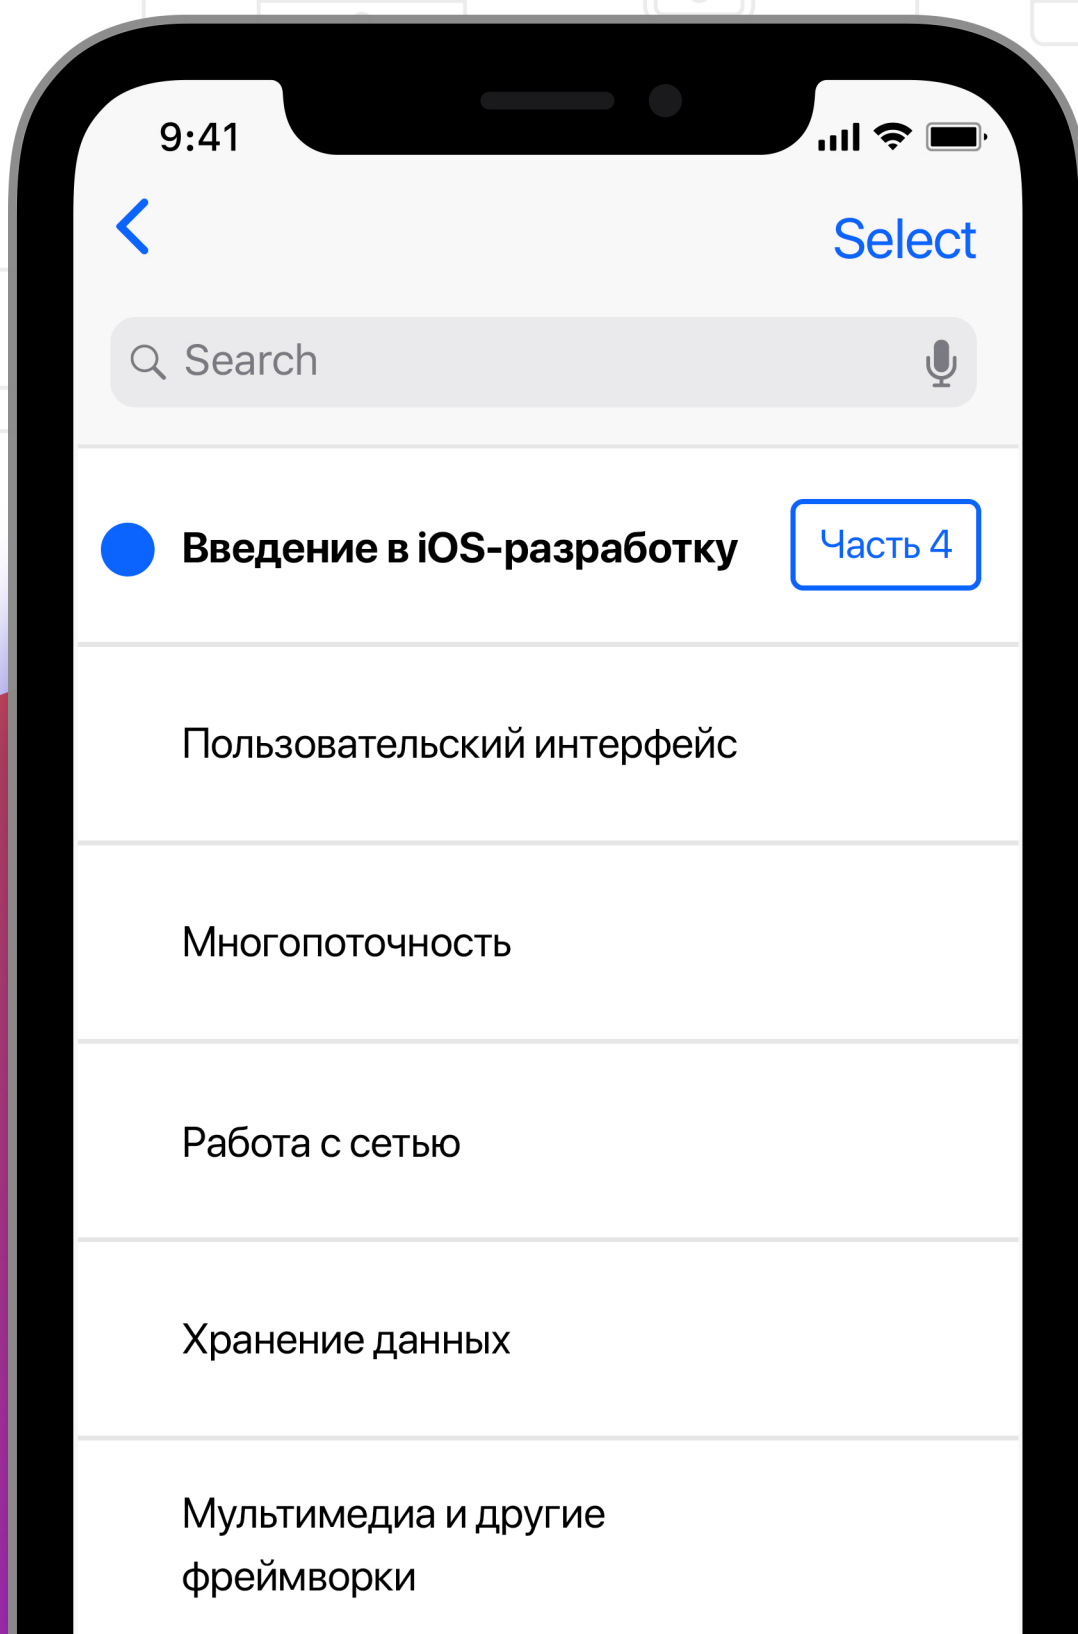 9:41
Select
Search
Введение в iOS-разработку
Часть 4
Пользовательский интерфейс
Многопоточность
Работа с сетью
Хранение данных
Мультимедиа и другие
фреймворки